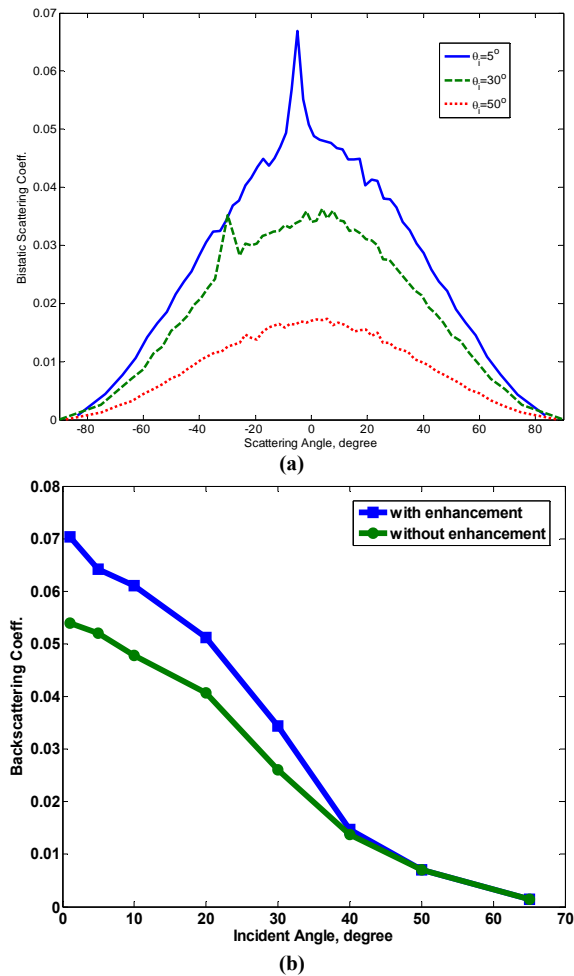 0.07
0.06
0.05
0.04
0.03
0.02
0.01
0
Bistatic Scattering Coeff.
θi=5o
θi=30o
θi=50o
-80 -60 -40 -20 0 20 40 60 80
Scattering Angle, degree
(a)
0.08
0.07
0.06
0.05
0.04
0.03
0.02
0.01
0
Backscattering Coeff.
with enhancement
without enhancement
0 10 20 30 40 50 60 70
Incident Angle, degree
(b)